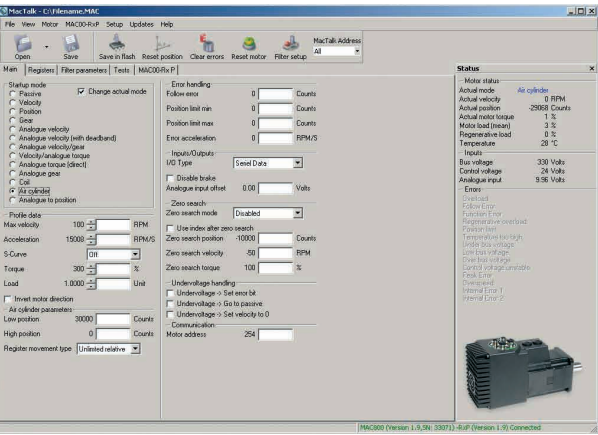 MacTalk - C:\Filename.MAC
File View Motor MAC00-RxP Setup Updates Help
Open Save Save in flash Reset position Clear errors Reset motor Filter setup
MacTalk Address
All
Main Registers Filter parameters Tests MAC00-Rx P
Startup mode
Passive
Change actual mode
Velocity
Position
Gear
Analogue velocity
Analogue velocity (with deadband)
Analogue velocity/gear
Velocity/analogue torque
Analogue torque (direct)
Analogue gear
Coil
Air cylinder
Analogue to position
Profile data
Max velocity 100 RPM
Acceleration 15008 RPM/S
S-Curve Off
Torque 300 %
Load 1.0000 Unit
Invert motor direction
Air cylinder parameters
Low position 30000 Counts
High position 0 Counts
Register movement type Unlimited relative
Error handling
Follow error 0 Counts
Position limit min 0 Counts
Position limit max 0 Counts
Error acceleration 0 RPM/S
Inputs/Outputs
I/O Type Seriel Data
Disable brake
Analogue input offset 0.00 Volts
Zero search
Zero search mode Disabled
Use index after zero search
Zero search position -10000 Counts
Zero search velocity -50 RPM
Zero search torque 100 %
Undervoltage handling
Undervoltage -> Set error bit
Undervoltage -> Go to passive
Undervoltage -> Set velocity to 0
Communication
Motor address 254
Status
Motor status
Actual mode Air cylinder
Actual velocity 0 RPM
Actual position -29068 Counts
Actual motor torque 1 %
Motor load (mean) 3 %
Regenerative load 0 %
Temperature 28 °C
Inputs
Bus voltage 330 Volts
Control voltage 24 Volts
Analogue input 9.96 Volts
Errors
Overload
Follow Error
Function Error
Regenerative overload
Position limit
Temperature too high
Under bus voltage
Low bus voltage
Over bus voltage
Control voltage unstable
Peak Error
Overspeed
Internal Error 1
Internal Error 2
MAC800 (Version 1.9,SN: 33071) -RxP (Version 1.9) Connected